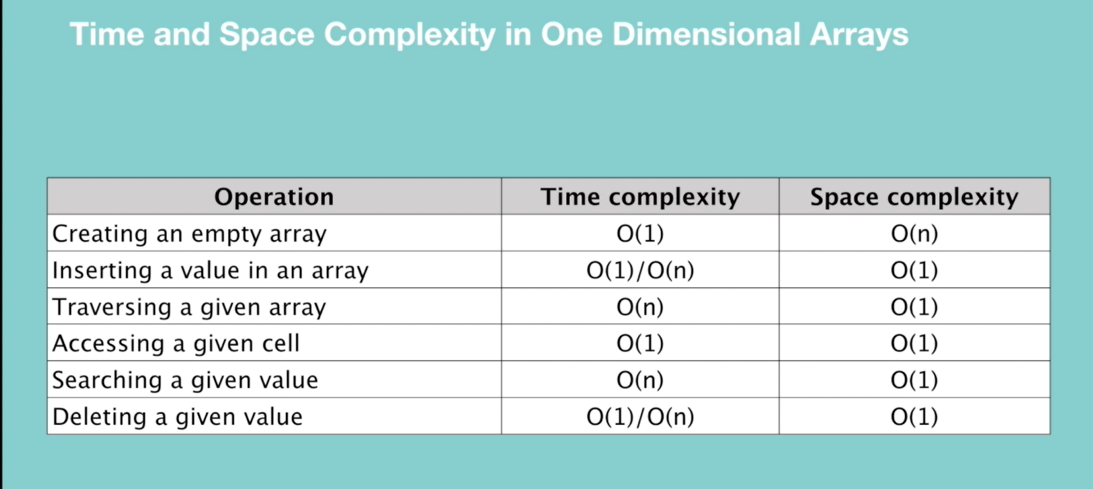 Time and Space Complexity in One Dimensional Arrays
Operation Time complexity Space complexity
Creating an empty array O(1) O(n)
Inserting a value in an array O(1)/O(n) O(1)
Traversing a given array O(n) O(1)
Accessing a given cell O(1) O(1)
Searching a given value O(n) O(1)
Deleting a given value O(1)/O(n) O(1)